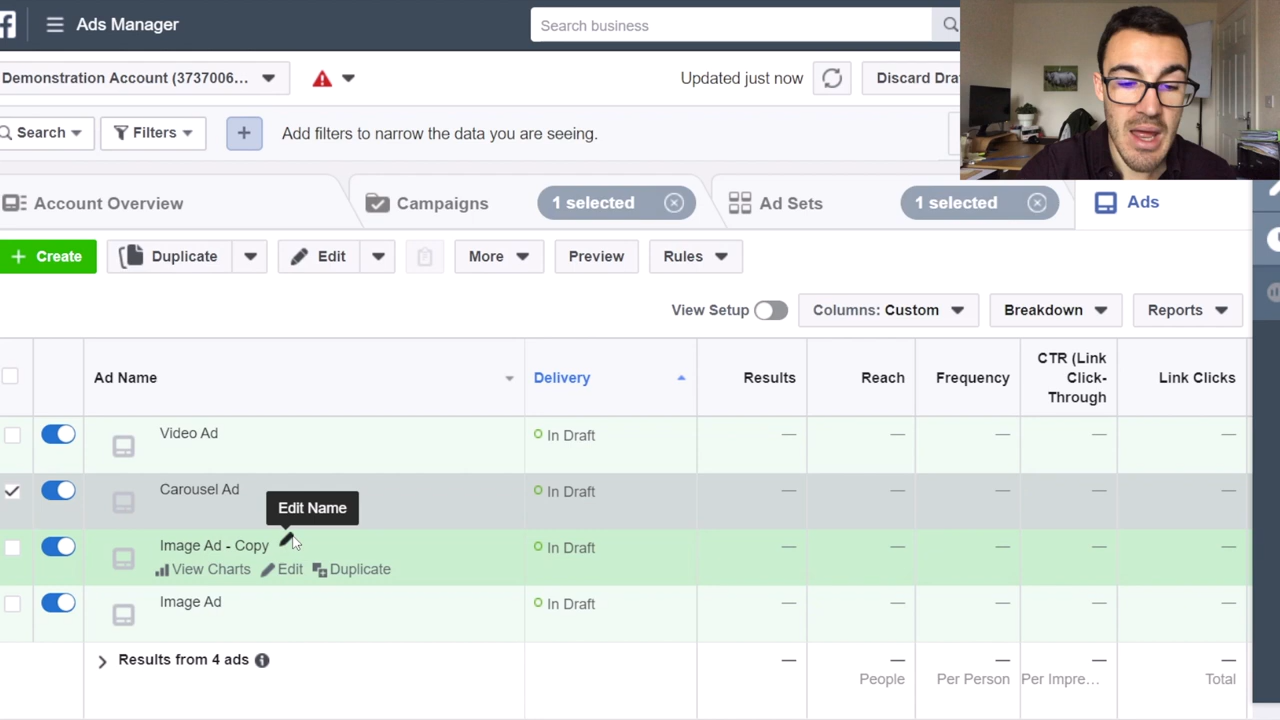 Ads Manager
Search business
Demonstration Account (3737006...
Updated just now
Discard Dra
Search
Filters
+
Add filters to narrow the data you are seeing.
Account Overview
Campaigns
1 selected
Ad Sets
1 selected
Ads
+ Create
Duplicate
Edit
More
Preview
Rules
View Setup
Columns: Custom
Breakdown
Reports
Ad Name
Delivery
Results
Reach
Frequency
CTR (Link
Click-
Through
Link Clicks
Video Ad
In Draft
—
—
—
—
—
Carousel Ad
In Draft
—
—
—
—
—
Edit Name
Image Ad - Copy
In Draft
—
—
—
—
—
View Charts
Edit
Duplicate
Image Ad
In Draft
—
—
—
—
—
Results from 4 ads
—
—
—
—
—
People
Per Person
Per Impre...
Total